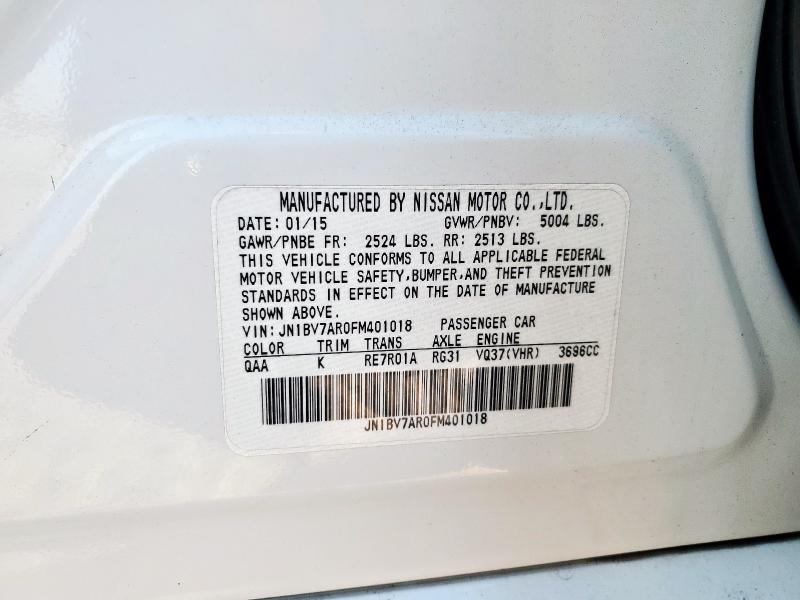 MANUFACTURED BY NISSAN MOTOR CO.,LTD.
DATE: 01/15 GVWR/PNBV: 5004 LBS.
GAWR/PNBE FR: 2524 LBS. RR: 2513 LBS.
THIS VEHICLE CONFORMS TO ALL APPLICABLE FEDERAL
MOTOR VEHICLE SAFETY,BUMPER,AND THEFT PREVENTION
STANDARDS IN EFFECT ON THE DATE OF MANUFACTURE
SHOWN ABOVE.
VIN: JN1BV7AR0FM401018 PASSENGER CAR
COLOR TRIM TRANS AXLE ENGINE
QAA K RE7R01A RG31 VQ37(VHR) 3696CC
JN1BV7AR0FM401018